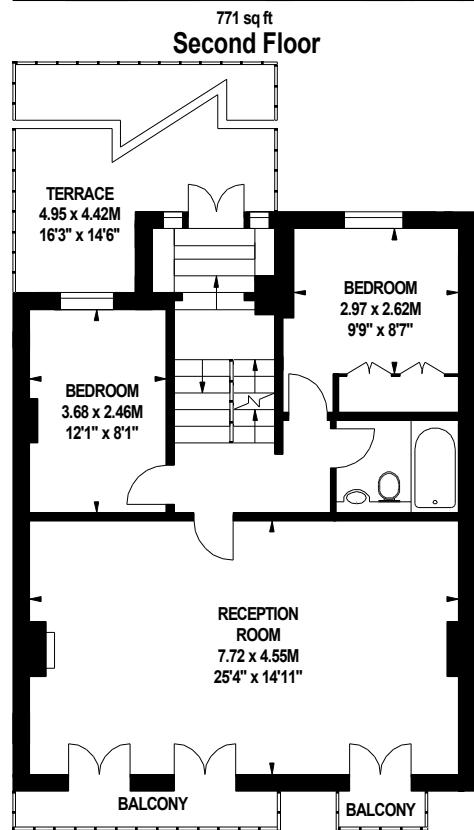 771 sq ft
Second Floor
TERRACE
4.95 x 4.42M
16'3" x 14'6"
BEDROOM
2.97 x 2.62M
9'9" x 8'7"
BEDROOM
3.68 x 2.46M
12'1" x 8'1"
RECEPTION
ROOM
7.72 x 4.55M
25'4" x 14'11"
BALCONY
BALCONY